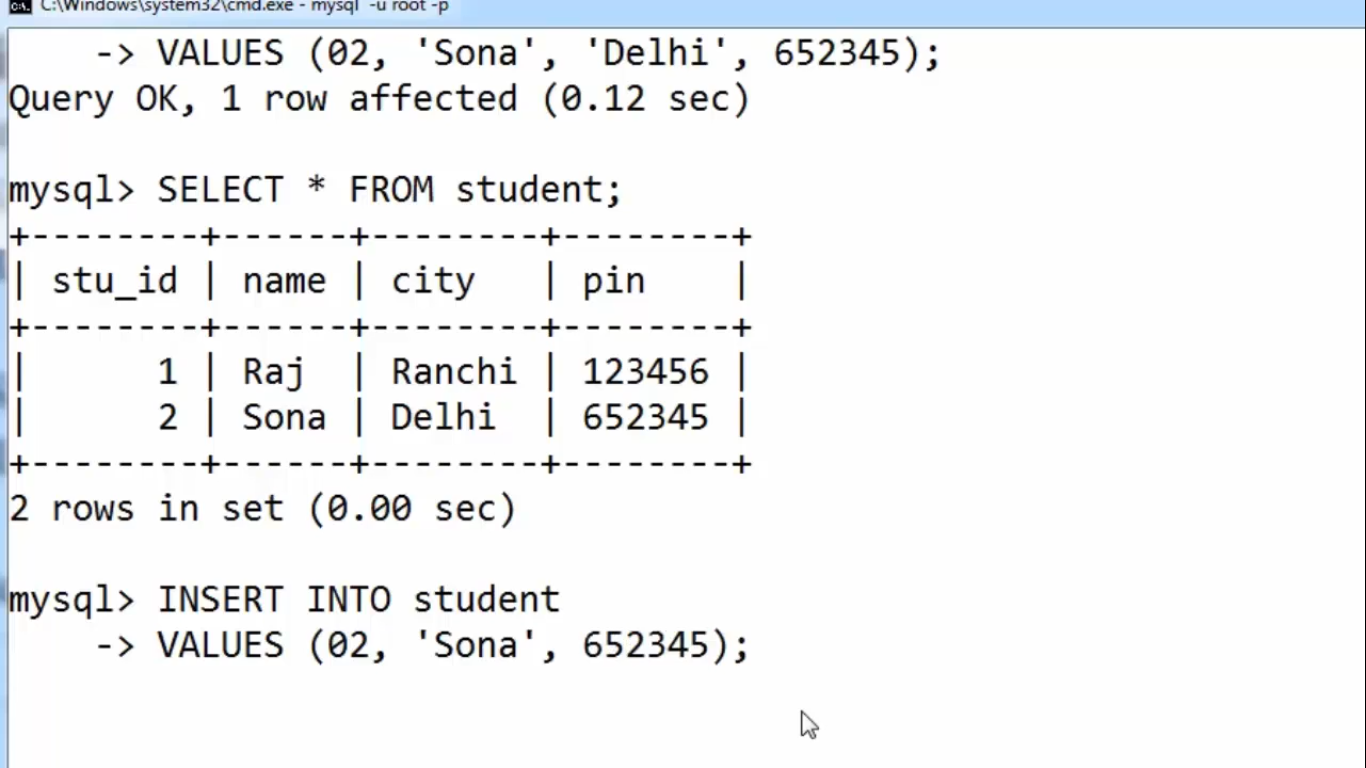 C:\Windows\system32\cmd.exe - mysql -u root -p
-> VALUES (02, 'Sona', 'Delhi', 652345);
Query OK, 1 row affected (0.12 sec)
mysql> SELECT * FROM student;
+--------+------+--------+--------+
| stu_id | name | city   | pin    |
+--------+------+--------+--------+
|      1 | Raj  | Ranchi | 123456 |
|      2 | Sona | Delhi  | 652345 |
+--------+------+--------+--------+
2 rows in set (0.00 sec)
mysql> INSERT INTO student
-> VALUES (02, 'Sona', 652345);